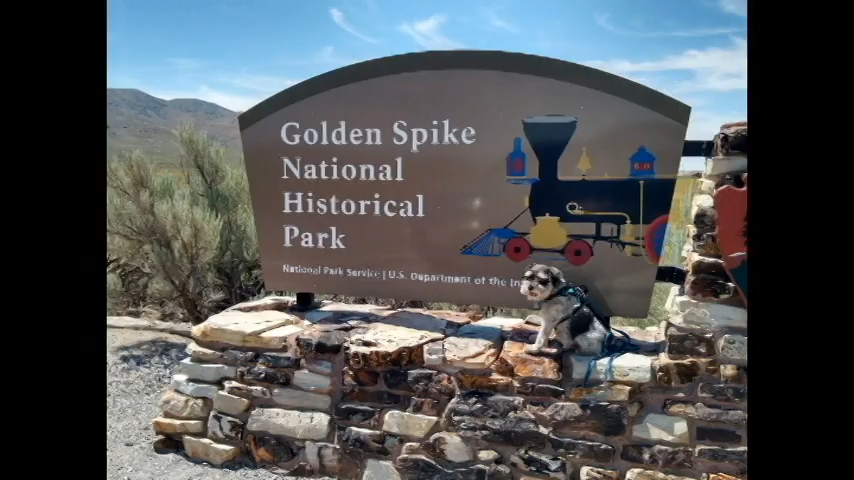 Golden Spike
National
Historical
Park
National Park Service | U.S. Department of the In